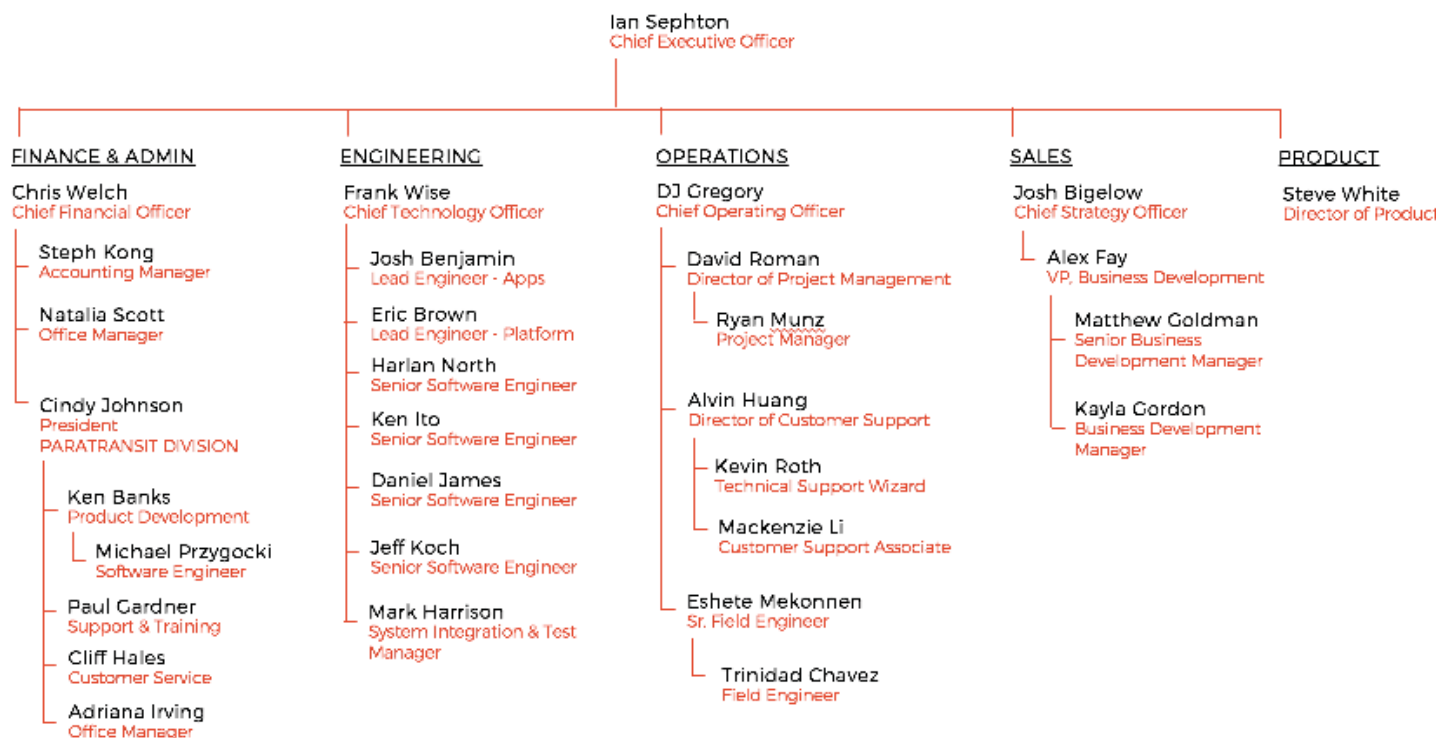 Ian Sephton
Chief Executive Officer
FINANCE & ADMIN
Chris Welch
Chief Financial Officer
Steph Kong
Accounting Manager
Natalia Scott
Office Manager
Cindy Johnson
President
PARATRANSIT DIVISION
Ken Banks
Product Development
Michael Przygocki
Software Engineer
Paul Gardner
Support & Training
Cliff Hales
Customer Service
Adriana Irving
Office Manager
ENGINEERING
Frank Wise
Chief Technology Officer
Josh Benjamin
Lead Engineer - Apps
Eric Brown
Lead Engineer - Platform
Harlan North
Senior Software Engineer
Ken Ito
Senior Software Engineer
Daniel James
Senior Software Engineer
Jeff Koch
Senior Software Engineer
Mark Harrison
System Integration & Test
Manager
OPERATIONS
DJ Gregory
Chief Operating Officer
David Roman
Director of Project Management
Ryan Munz
Project Manager
Alvin Huang
Director of Customer Support
Kevin Roth
Technical Support Wizard
Mackenzie Li
Customer Support Associate
Eshete Mekonnen
Sr. Field Engineer
Trinidad Chavez
Field Engineer
SALES
Josh Bigelow
Chief Strategy Officer
Alex Fay
VP, Business Development
Matthew Goldman
Senior Business
Development Manager
Kayla Gordon
Business Development
Manager
PRODUCT
Steve White
Director of Product